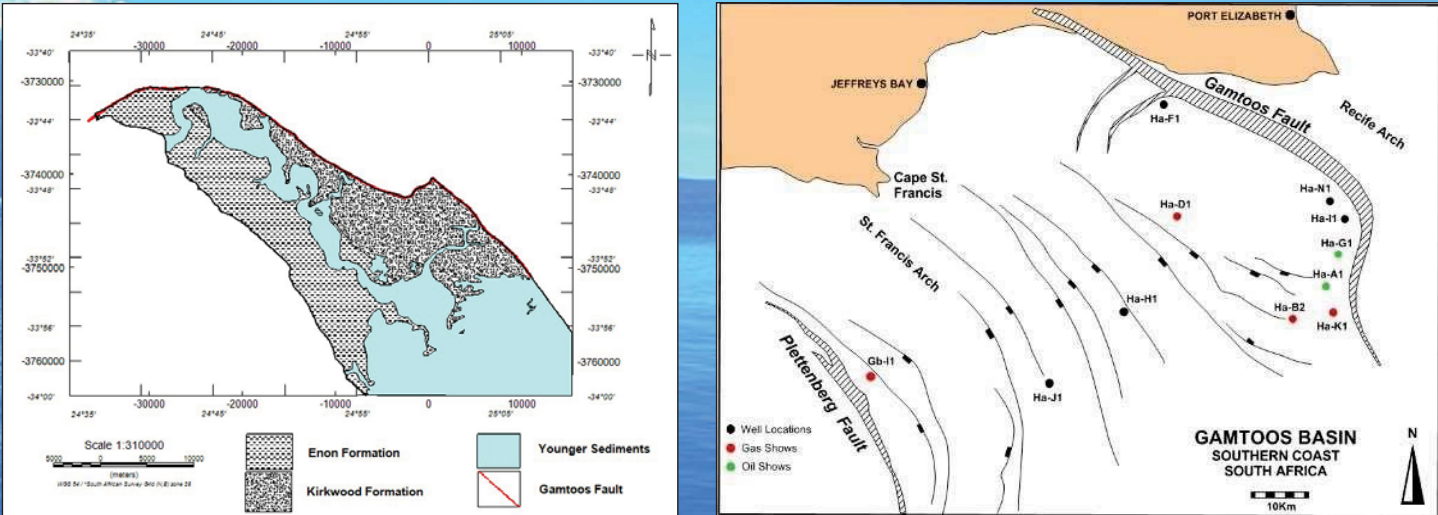 24°35'
-30000
24°45'
-20000
-10000
24°55'
0
25°05'
10000
-33°40'
-33°40'
-3730000
-3730000
-22°44'
-33°44'
-3740000
-3740000
-33°48'
-33°48'
-33°52'
-33°52'
-3750000
-3750000
-33°56'
-33°56'
-3760000
-3760000
-34°00'
-34°00'
24°35'
-30000
24°45'
-20000
-10000
24°55'
0
25°05'
10000
N
Scale 1:310000
5000 0 5000 10000
(meters)
Enon Formation
Kirkwood Formation
Younger Sediments
Gamtoos Fault
PORT ELIZABETH
JEFFREYS BAY
Gamtoos Fault
Recife Arch
Ha-F1
Cape St.
Francis
Ha-N1
Ha-D1
Ha-I1
St. Francis Arch
Ha-G1
Ha-A1
Ha-H1
Ha-B2
Ha-K1
Plettenberg Fault
Gb-I1
Ha-J1
Well Locations
Gas Shows
Oil Shows
GAMTOOS BASIN
SOUTHERN COAST
SOUTH AFRICA
10Km
N